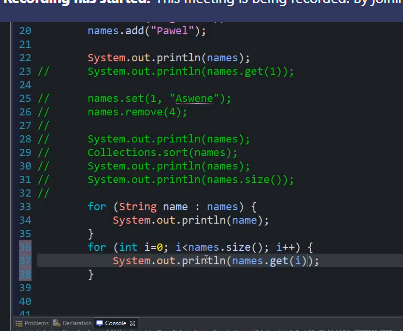 Recording has started. This meeting is being recorded. By joining
20 names.add("Pawel");
21
22 System.out.println(names);
23 // System.out.println(names.get(1));
24
25 // names.set(1, "Aswene");
26 // names.remove(4);
27 //
28 // System.out.println(names);
29 // Collections.sort(names);
30 // System.out.println(names);
31 // System.out.println(names.size());
32 //
33 for (String name : names) {
34 System.out.println(name);
35 }
36 for (int i=0; i<names.size(); i++) {
37 System.out.println(names.get(i));
38 }
39
40
41
Problems Declaration Console